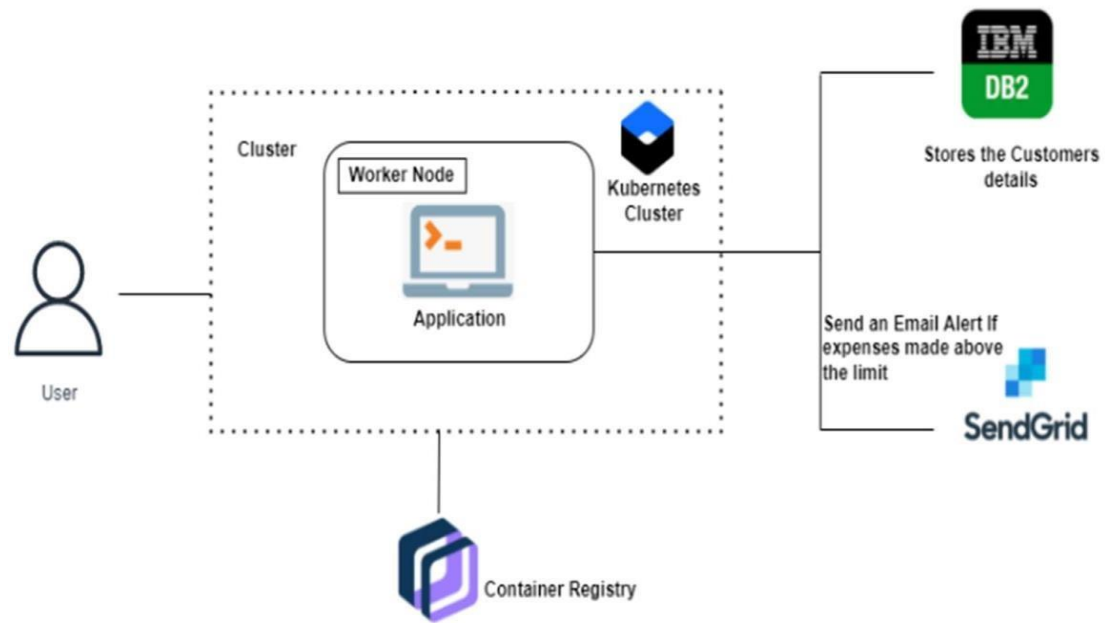 IBM
DB2
Stores the Customers
details
Cluster
Worker Node
Kubernetes
Cluster
Application
User
Send an Email Alert If
expenses made above
the limit
SendGrid
Container Registry